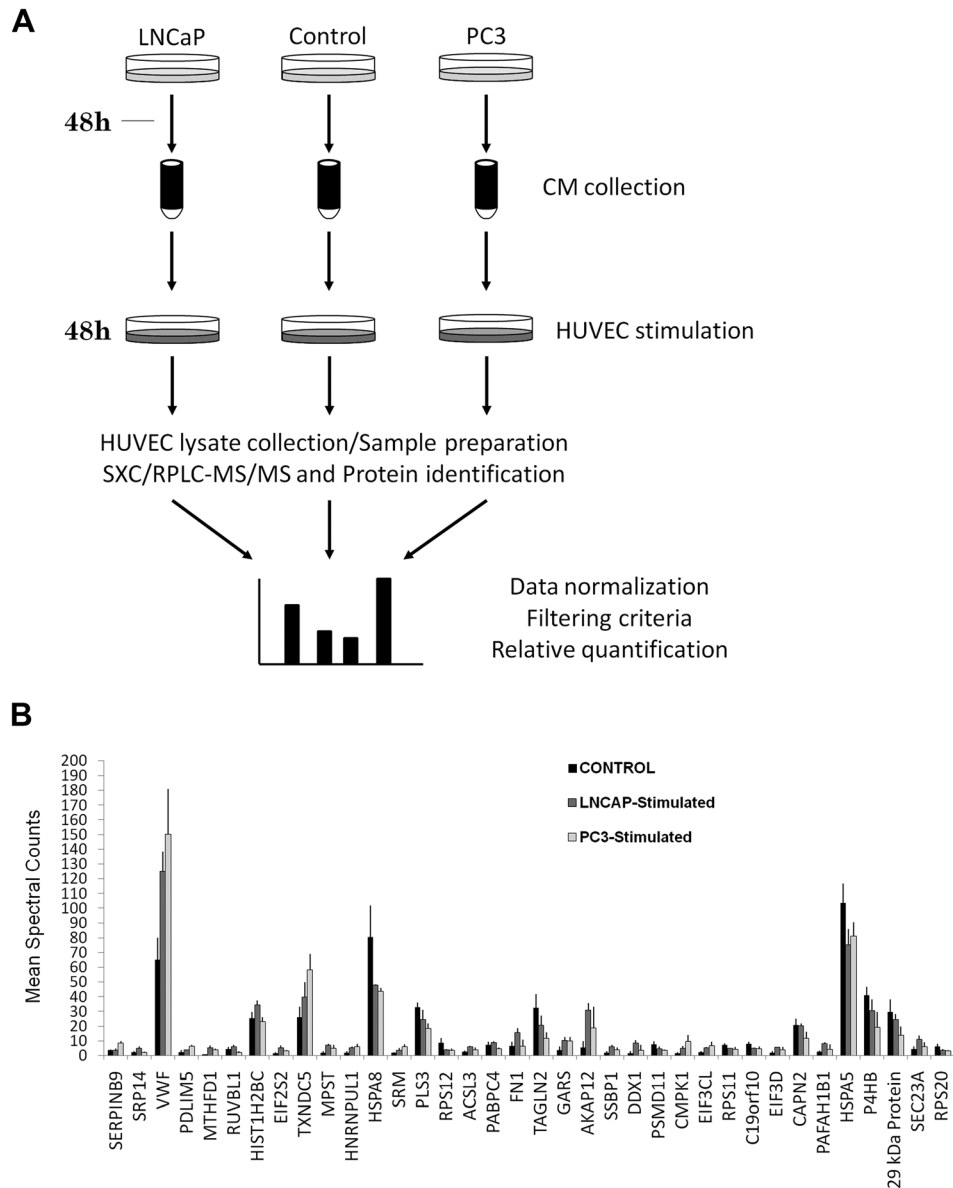 A
LNCaP
Control
PC3
48h
CM collection
48h
HUVEC stimulation
HUVEC lysate collection/Sample preparation
SXC/RPLC-MS/MS and Protein identification
Data normalization
Filtering criteria
Relative quantification
B
Mean Spectral Counts
200
190
180
170
160
150
140
130
120
110
100
90
80
70
60
50
40
30
20
10
0
CONTROL
LNCAP-Stimulated
PC3-Stimulated
SERPINB9
SRP14
VWF
PDLIM5
MTHFD1
RUVBL1
HIST1H2BC
EIF2S2
TXNDC5
MPST
HNRNPUL1
HSPA8
SRM
PLS3
RPS12
ACSL3
PABPC4
FN1
TAGLN2
GARS
AKAP12
SSBP1
DDX1
PSMD11
CMPK1
EIF3CL
RPS11
C19orf10
EIF3D
CAPN2
PAFAH1B1
HSPA5
P4HB
29 kDa Protein
SEC23A
RPS20